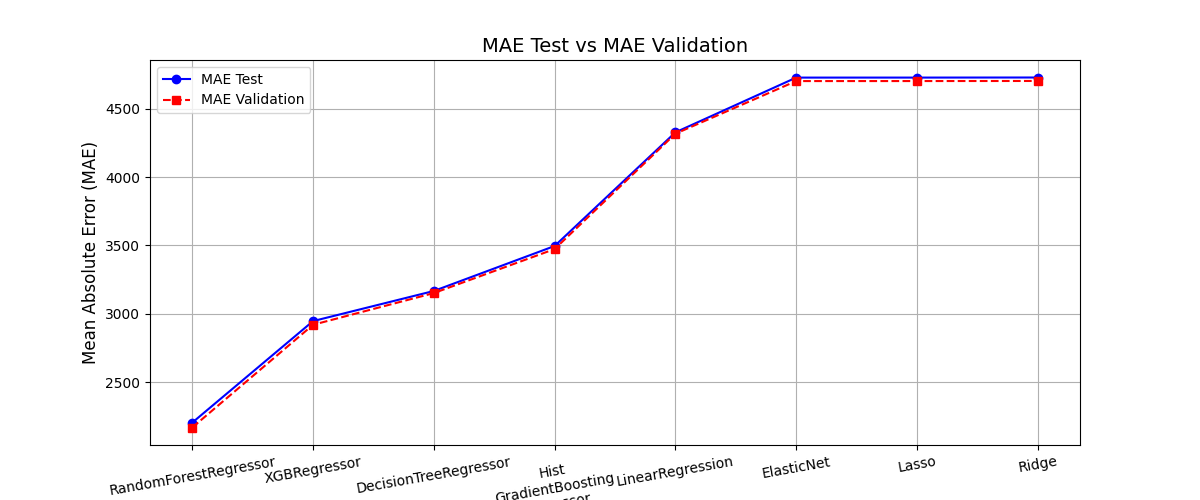 MAE Test vs MAE Validation
MAE Test
MAE Validation
Mean Absolute Error (MAE)
4500
4000
3500
3000
2500
RandomForestRegressor
XGBRegressor
DecisionTreeRegressor
Hist
GradientBoosting
LinearRegression
ElasticNet
Lasso
Ridge